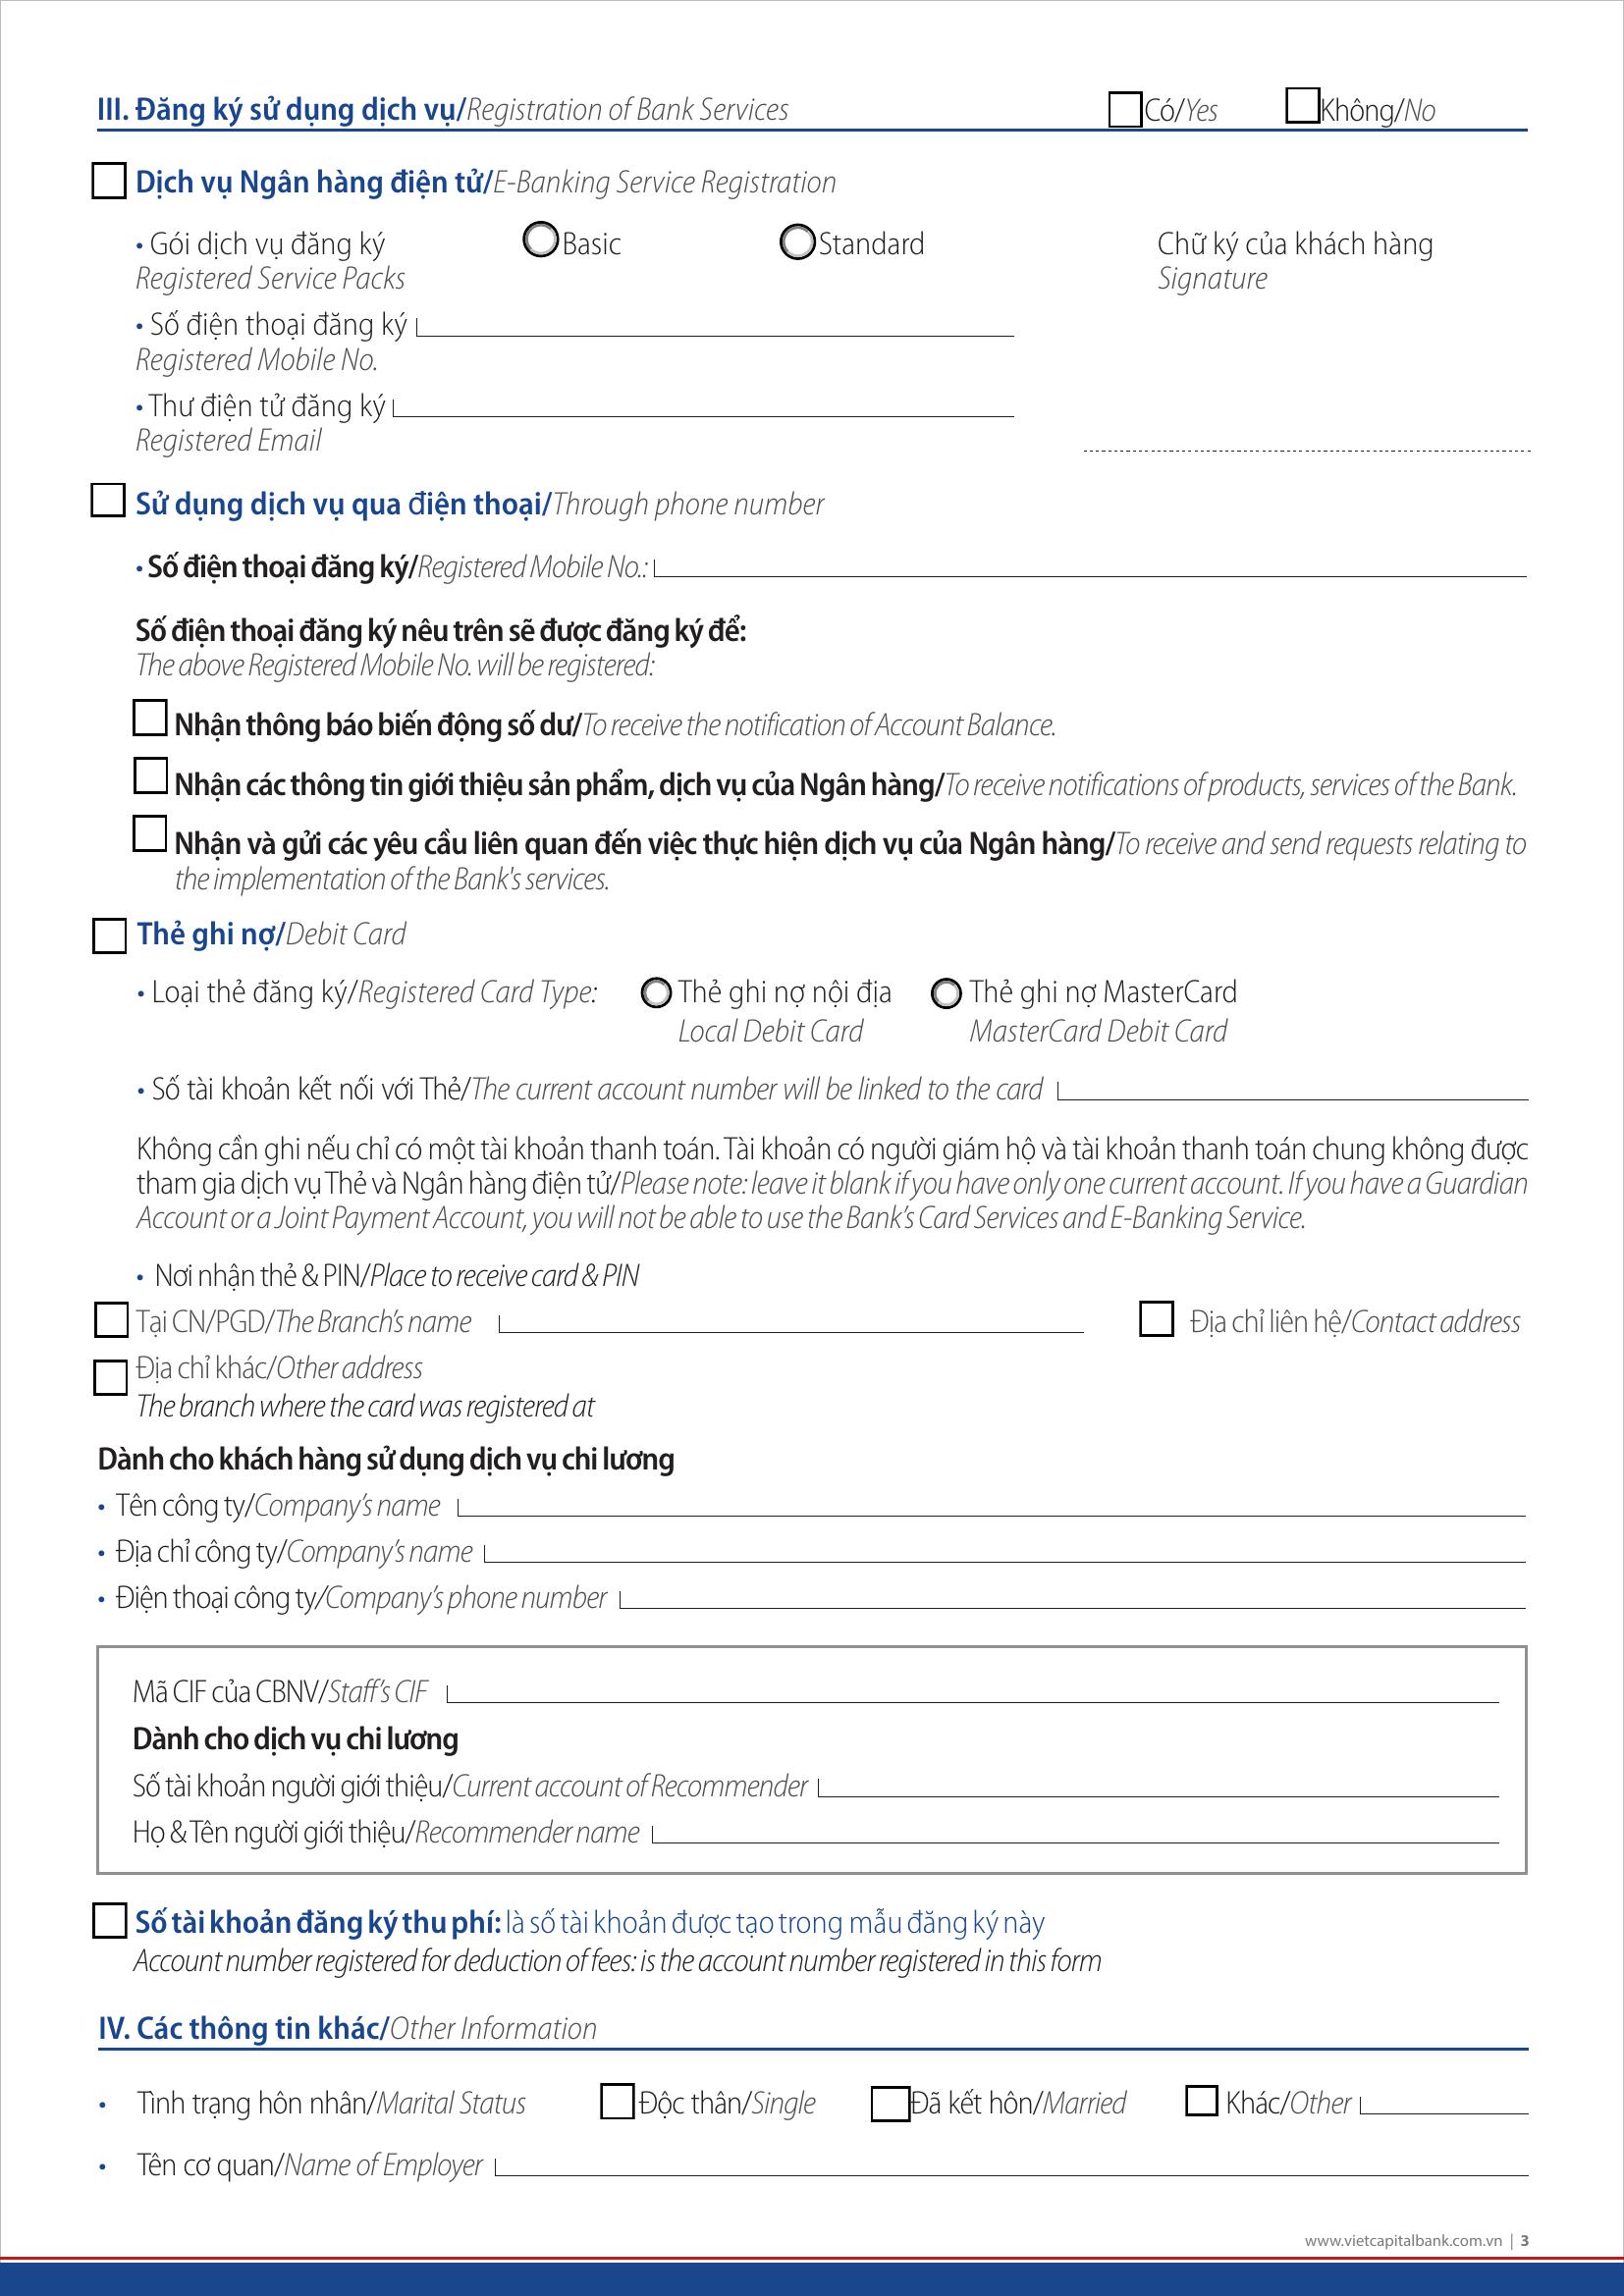 III. Đăng ký sử dụng dịch vụ/Registration of Bank Services Có/Yes Không/No
Dịch vụ Ngân hàng điện tử/E-Banking Service Registration
• Gói dịch vụ đăng ký Basic Standard Chữ ký của khách hàng
Registered Service Packs Signature
• Số điện thoại đăng ký
Registered Mobile No.
• Thư điện tử đăng ký
Registered Email
Sử dụng dịch vụ qua điện thoại/Through phone number
• Số điện thoại đăng ký/Registered Mobile No.:
Số điện thoại đăng ký nêu trên sẽ được đăng ký để:
The above Registered Mobile No. will be registered:
Nhận thông báo biến động số dư/To receive the notification of Account Balance.
Nhận các thông tin giới thiệu sản phẩm, dịch vụ của Ngân hàng/To receive notifications of products, services of the Bank.
Nhận và gửi các yêu cầu liên quan đến việc thực hiện dịch vụ của Ngân hàng/To receive and send requests relating to
the implementation of the Bank's services.
Thẻ ghi nợ/Debit Card
• Loại thẻ đăng ký/Registered Card Type: Thẻ ghi nợ nội địa Thẻ ghi nợ MasterCard
Local Debit Card MasterCard Debit Card
• Số tài khoản kết nối với Thẻ/The current account number will be linked to the card
Không cần ghi nếu chỉ có một tài khoản thanh toán. Tài khoản có người giám hộ và tài khoản thanh toán chung không được
tham gia dịch vụ Thẻ và Ngân hàng điện tử/Please note: leave it blank if you have only one current account. If you have a Guardian
Account or a Joint Payment Account, you will not be able to use the Bank’s Card Services and E-Banking Service.
• Nơi nhận thẻ & PIN/Place to receive card & PIN
Tại CN/PGD/The Branch’s name Địa chỉ liên hệ/Contact address
Địa chỉ khác/Other address
The branch where the card was registered at
Dành cho khách hàng sử dụng dịch vụ chi lương
• Tên công ty/Company’s name
• Địa chỉ công ty/Company’s name
• Điện thoại công ty/Company’s phone number
Mã CIF của CBNV/Staff’s CIF
Dành cho dịch vụ chi lương
Số tài khoản người giới thiệu/Current account of Recommender
Họ & Tên người giới thiệu/Recommender name
Số tài khoản đăng ký thu phí: là số tài khoản được tạo trong mẫu đăng ký này
Account number registered for deduction of fees: is the account number registered in this form
IV. Các thông tin khác/Other Information
• Tình trạng hôn nhân/Marital Status Độc thân/Single Đã kết hôn/Married Khác/Other
• Tên cơ quan/Name of Employer
www.vietcapitalbank.com.vn | 3